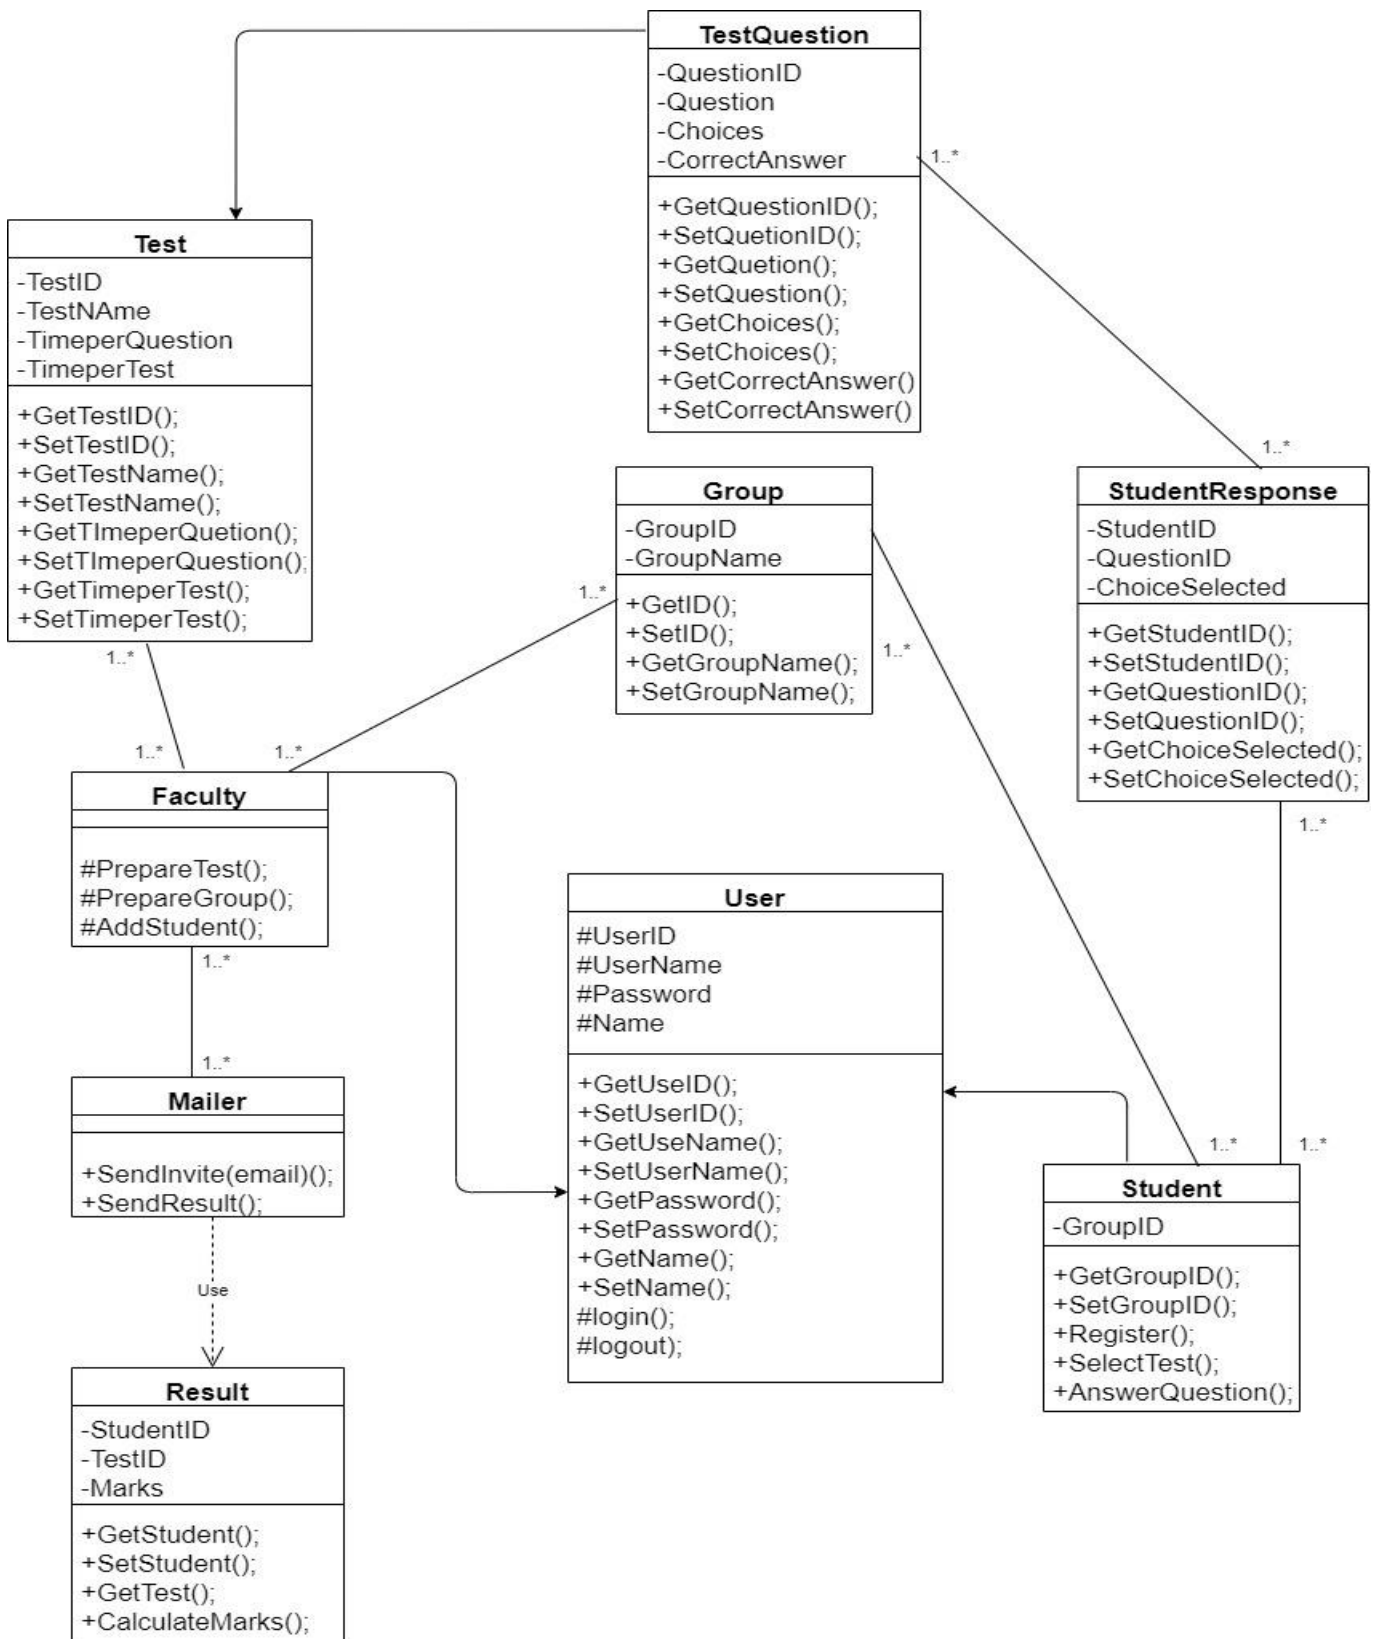 TestQuestion
-QuestionID
-Question
-Choices
-CorrectAnswer
+GetQuestionID();
+SetQuetionID();
+GetQuetion();
+SetQuestion();
+GetChoices();
+SetChoices();
+GetCorrectAnswer()
+SetCorrectAnswer()
1..*
1..*
Test
-TestID
-TestNAme
-TimeperQuestion
-TimeperTest
+GetTestID();
+SetTestID();
+GetTestName();
+SetTestName();
+GetTImeperQuetion();
+SetTImeperQuestion();
+GetTimeperTest();
+SetTimeperTest();
1..*
1..*
Group
-GroupID
-GroupName
+GetID();
+SetID();
+GetGroupName();
+SetGroupName();
1..*
1..*
1..*
StudentResponse
-StudentID
-QuestionID
-ChoiceSelected
+GetStudentID();
+SetStudentID();
+GetQuestionID();
+SetQuestionID();
+GetChoiceSelected();
+SetChoiceSelected();
1..*
Faculty
#PrepareTest();
#PrepareGroup();
#AddStudent();
1..*
1..*
User
#UserID
#UserName
#Password
#Name
+GetUseID();
+SetUserID();
+GetUseName();
+SetUserName();
+GetPassword();
+SetPassword();
+GetName();
+SetName();
#login();
#logout);
Mailer
+SendInvite(email)();
+SendResult();
Use
1..*
1..*
Student
-GroupID
+GetGroupID();
+SetGroupID();
+Register();
+SelectTest();
+AnswerQuestion();
Result
-StudentID
-TestID
-Marks
+GetStudent();
+SetStudent();
+GetTest();
+CalculateMarks();